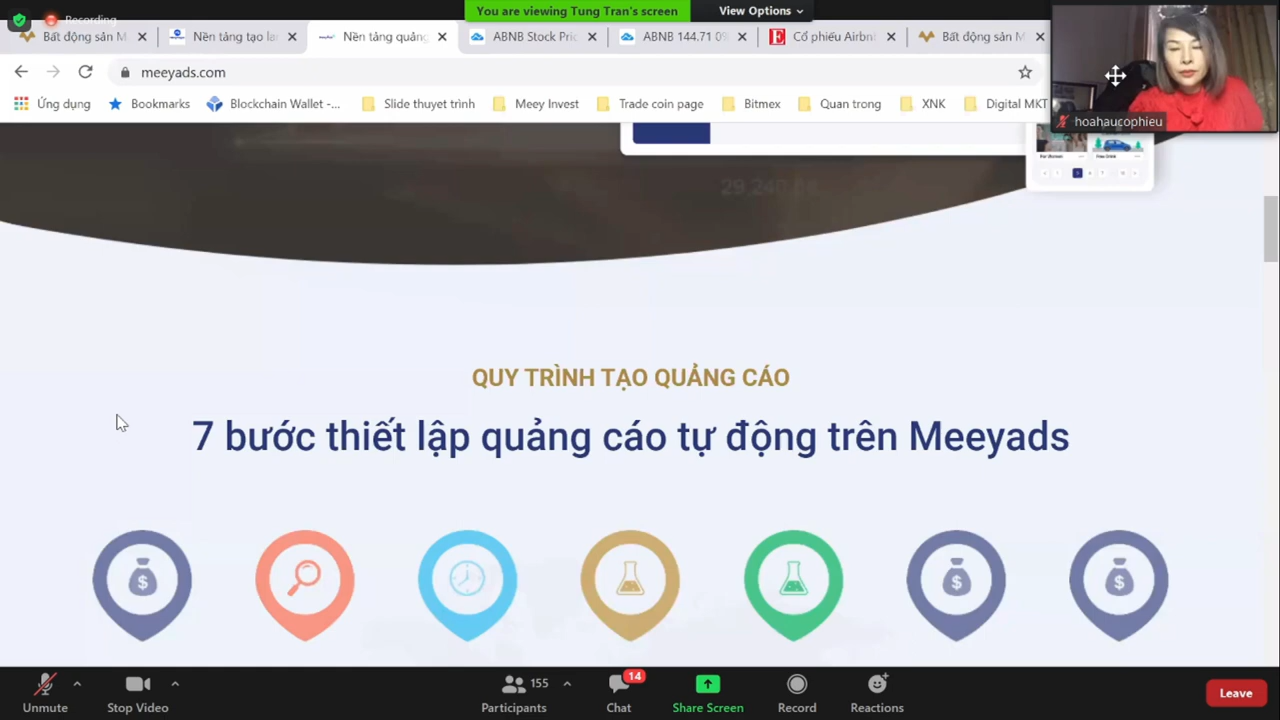 Recording
You are viewing Tung Tran's screen
View Options
Bất động sản M
Nền tảng tạo lan
Nền tảng quảng
ABNB Stock Pric
ABNB 144.71 0
Cổ phiếu Airbn
Bất động sản M
meeyads.com
Ứng dụng
Bookmarks
Blockchain Wallet -...
Slide thuyet trinh
Meey Invest
Trade coin page
Bitmex
Quan trong
XNK
Digital MKT
hoahaucophieu
QUY TRÌNH TẠO QUẢNG CÁO
7 bước thiết lập quảng cáo tự động trên Meeyads
Unmute
Stop Video
155
Participants
14
Chat
Share Screen
Record
Reactions
Leave